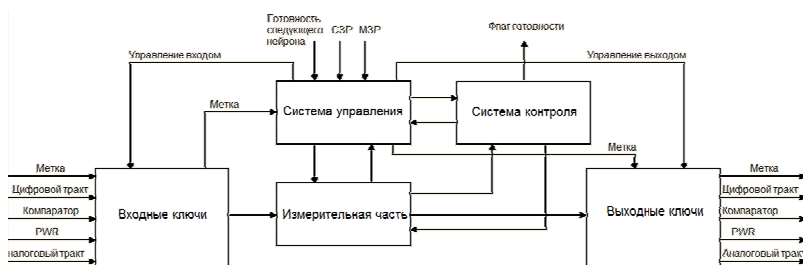 Готовность
следующего
нейрона
СЗР
МЗР
Флаг готовности
Управление входом
Управление выходом
Система управления
Система контроля
Метка
Метка
Метка
Цифровой тракт
Компаратор
PWR
налоговый тракт
Входные ключи
Измерительная часть
Выходные ключи
Метка
Цифровой тракт
Компаратор
PWR
Аналоговый тракт